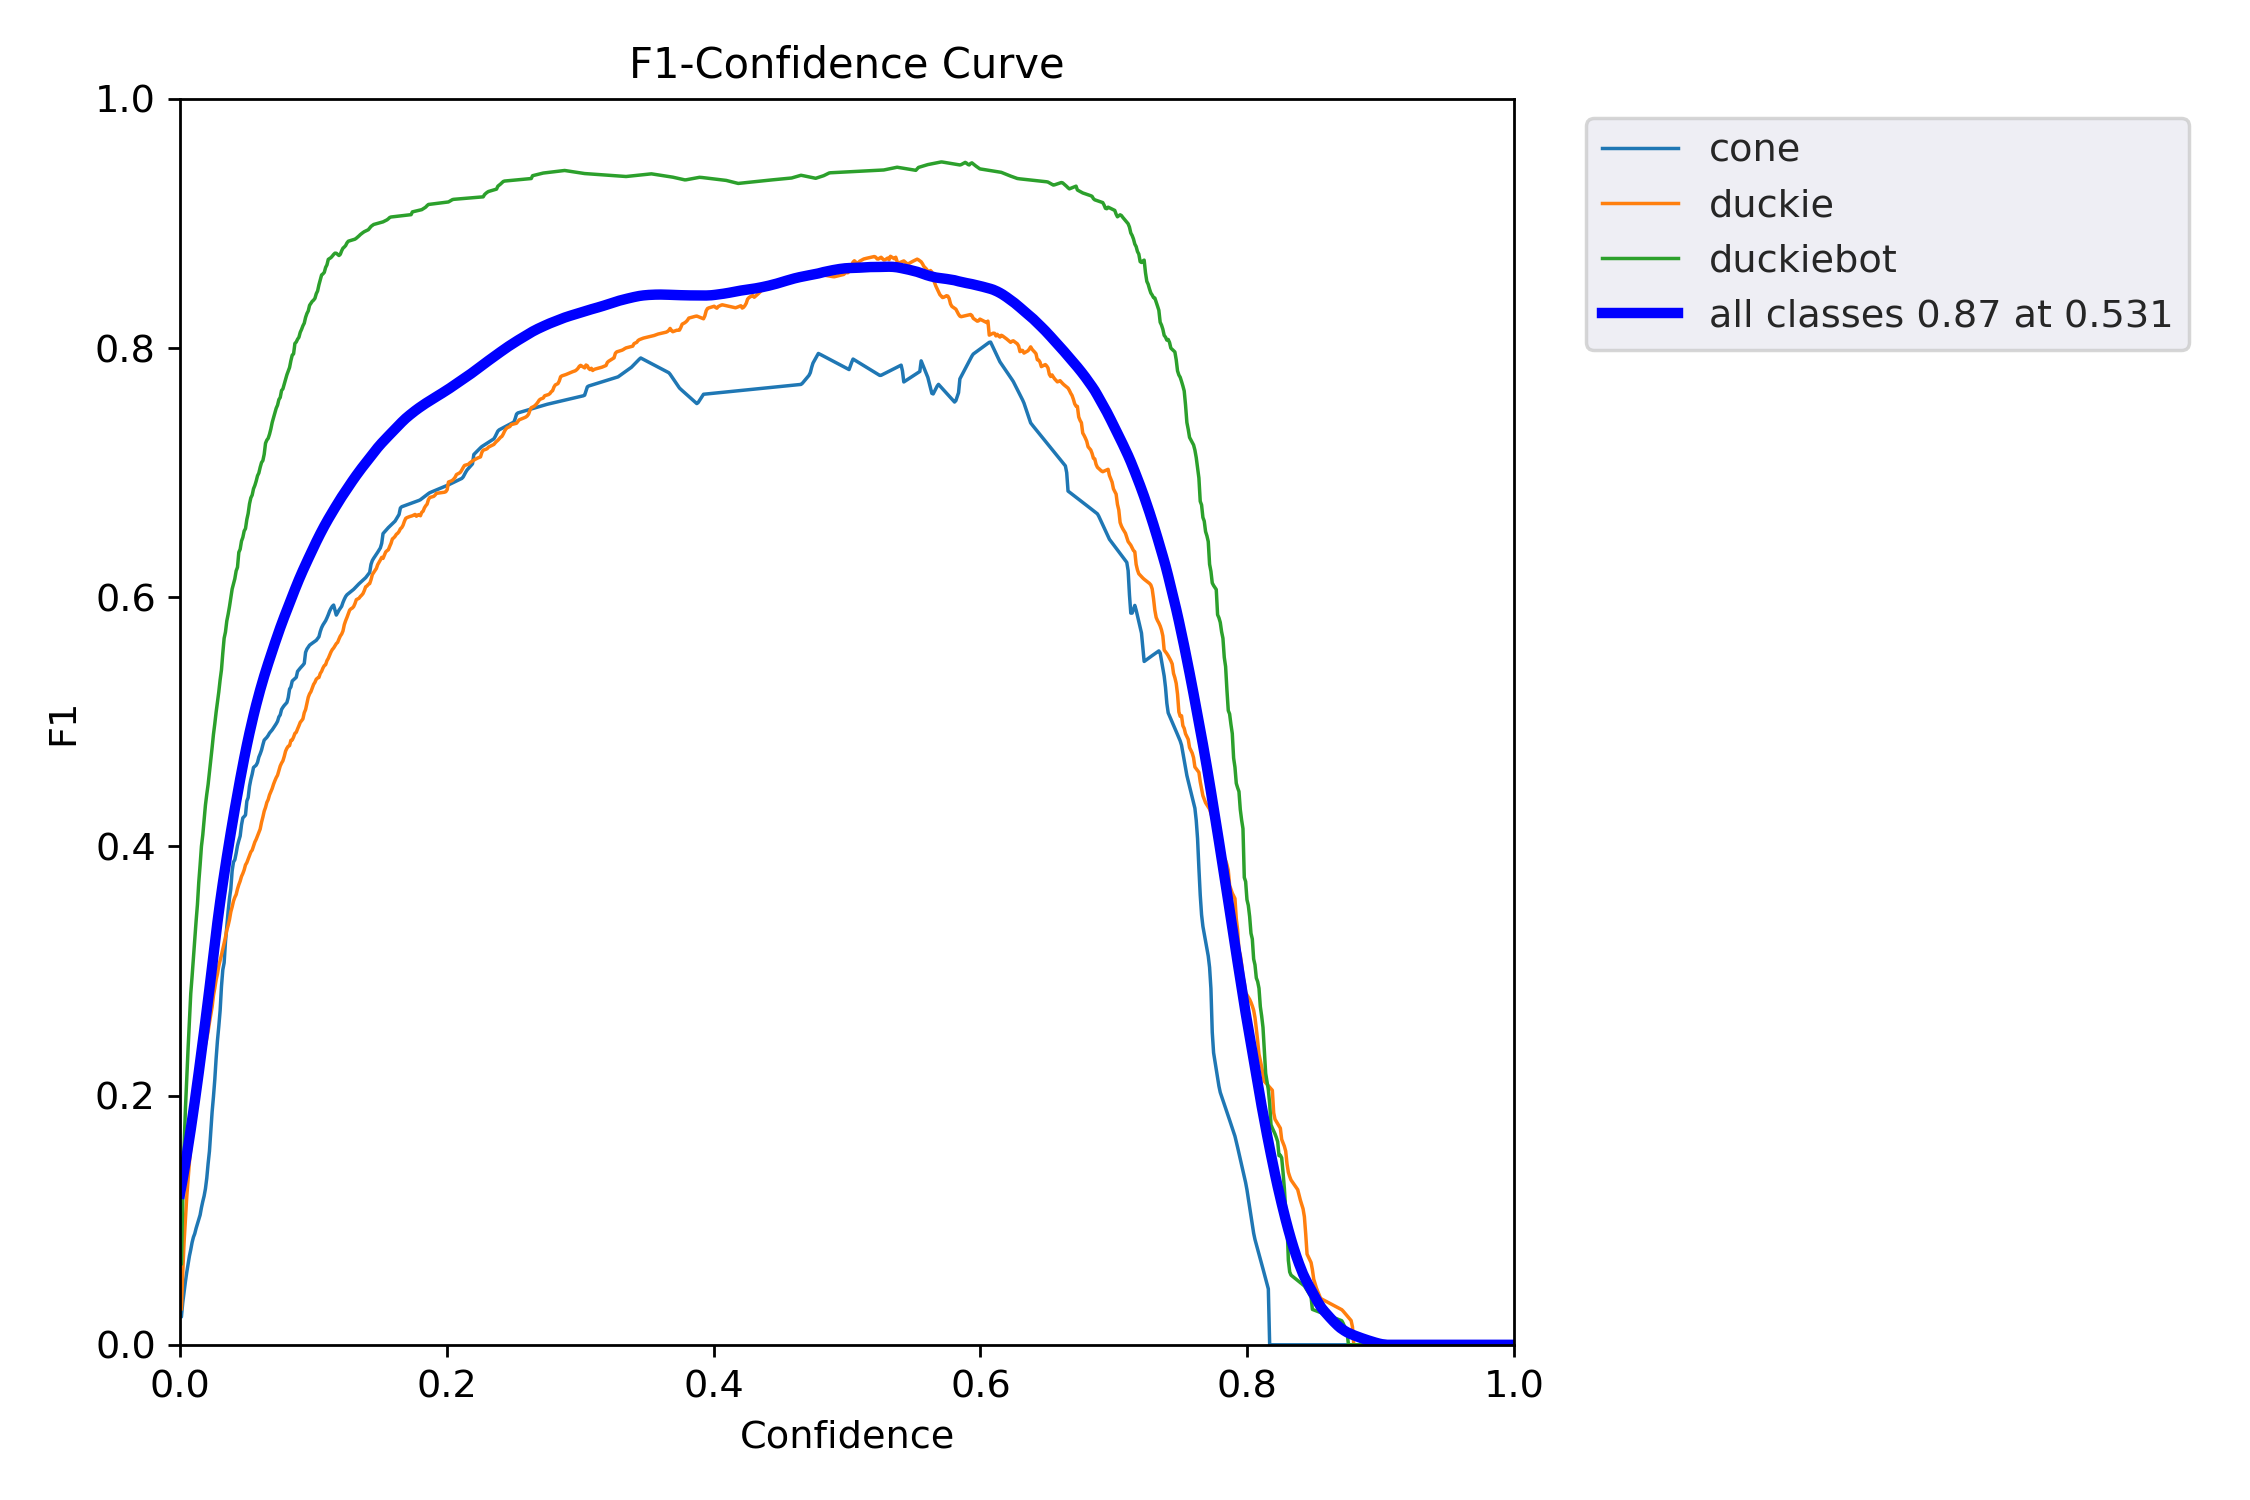 F1-Confidence Curve
1.0
0.8
0.6
0.4
0.2
0.0
F1
0.0 0.2 0.4 0.6 0.8 1.0
Confidence
cone
duckie
duckiebot
all classes 0.87 at 0.531